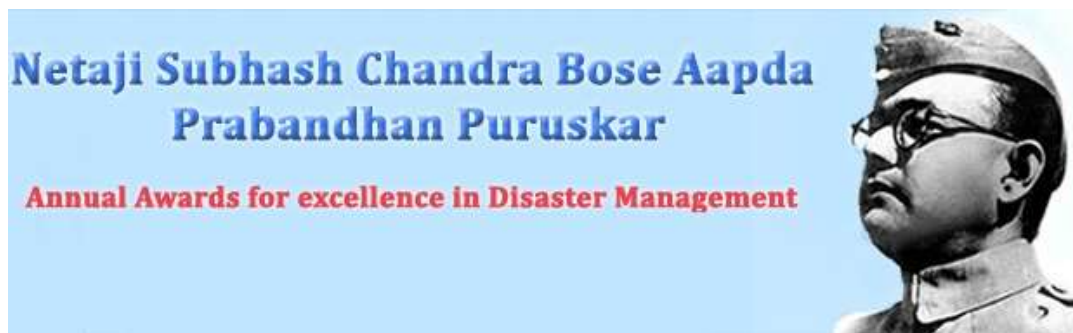 Netaji Subhash Chandra Bose Aapda
Prabandhan Puruskar
Annual Awards for excellence in Disaster Management